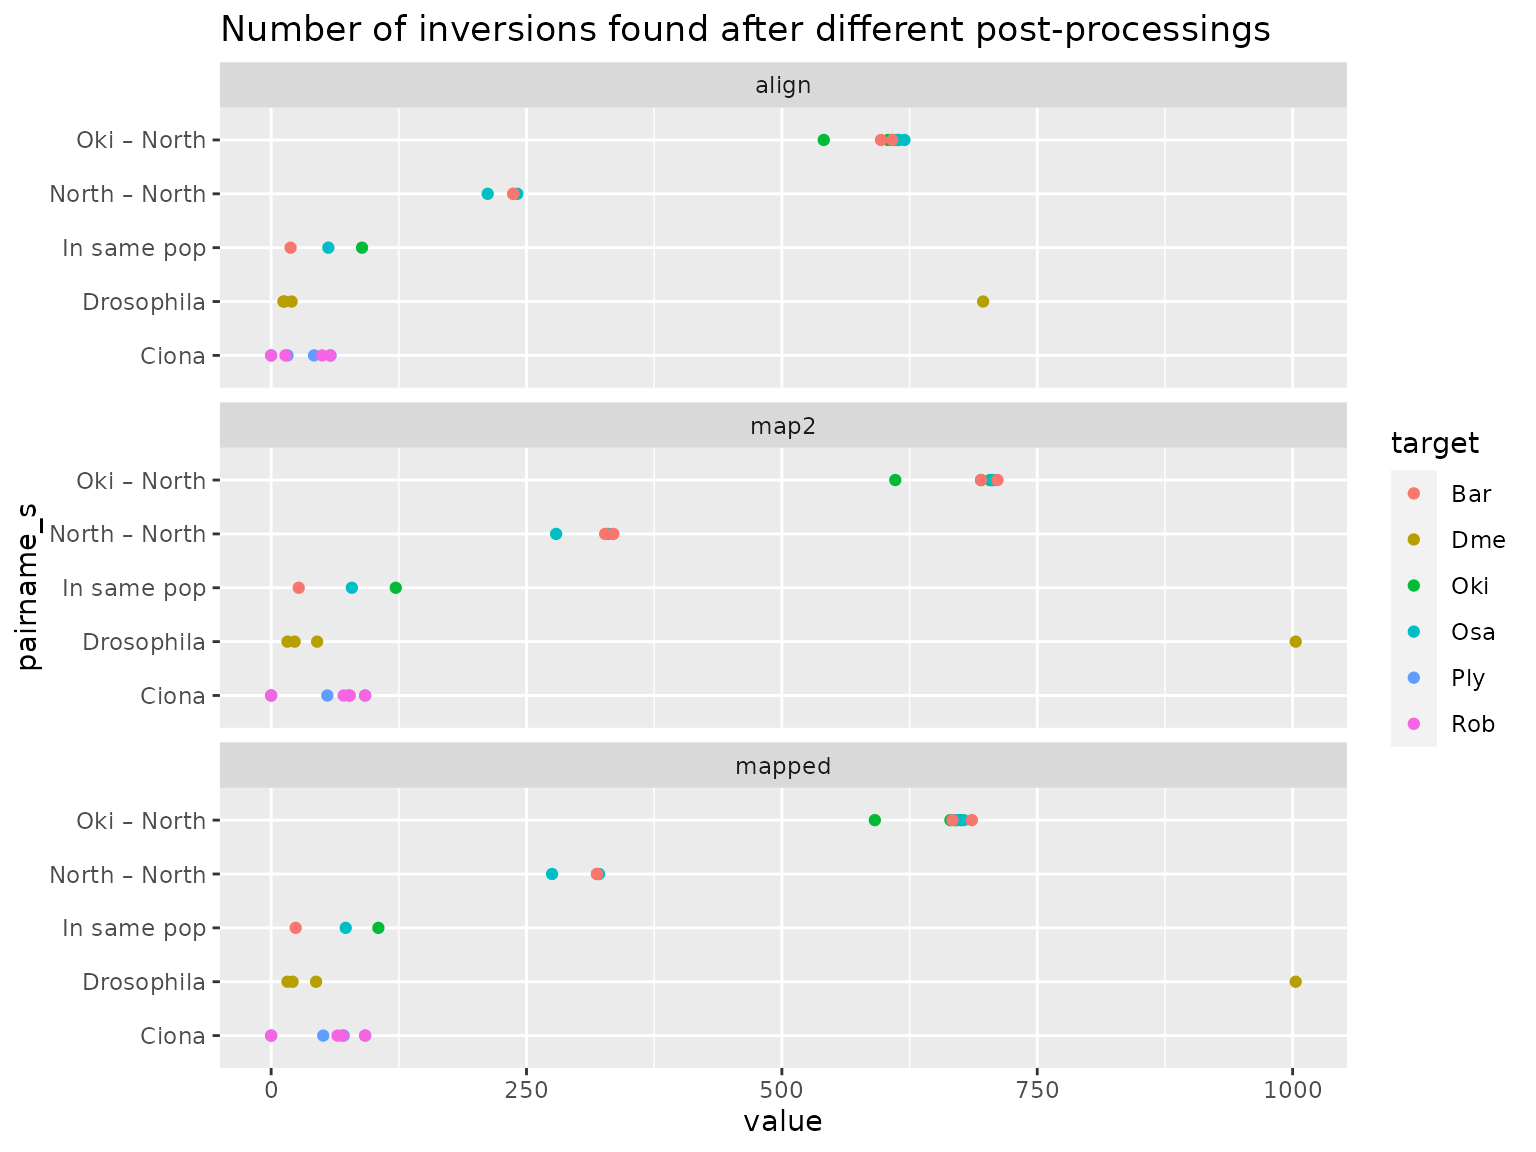 Number of inversions found after different post-processings
align
Oki – North
North – North
In same pop
Drosophila
Ciona
map2
Oki – North
North – North
In same pop
Drosophila
Ciona
mapped
Oki – North
North – North
In same pop
Drosophila
Ciona
0 250 500 750 1000
value
pairname_s
target
Bar
Dme
Oki
Osa
Ply
Rob